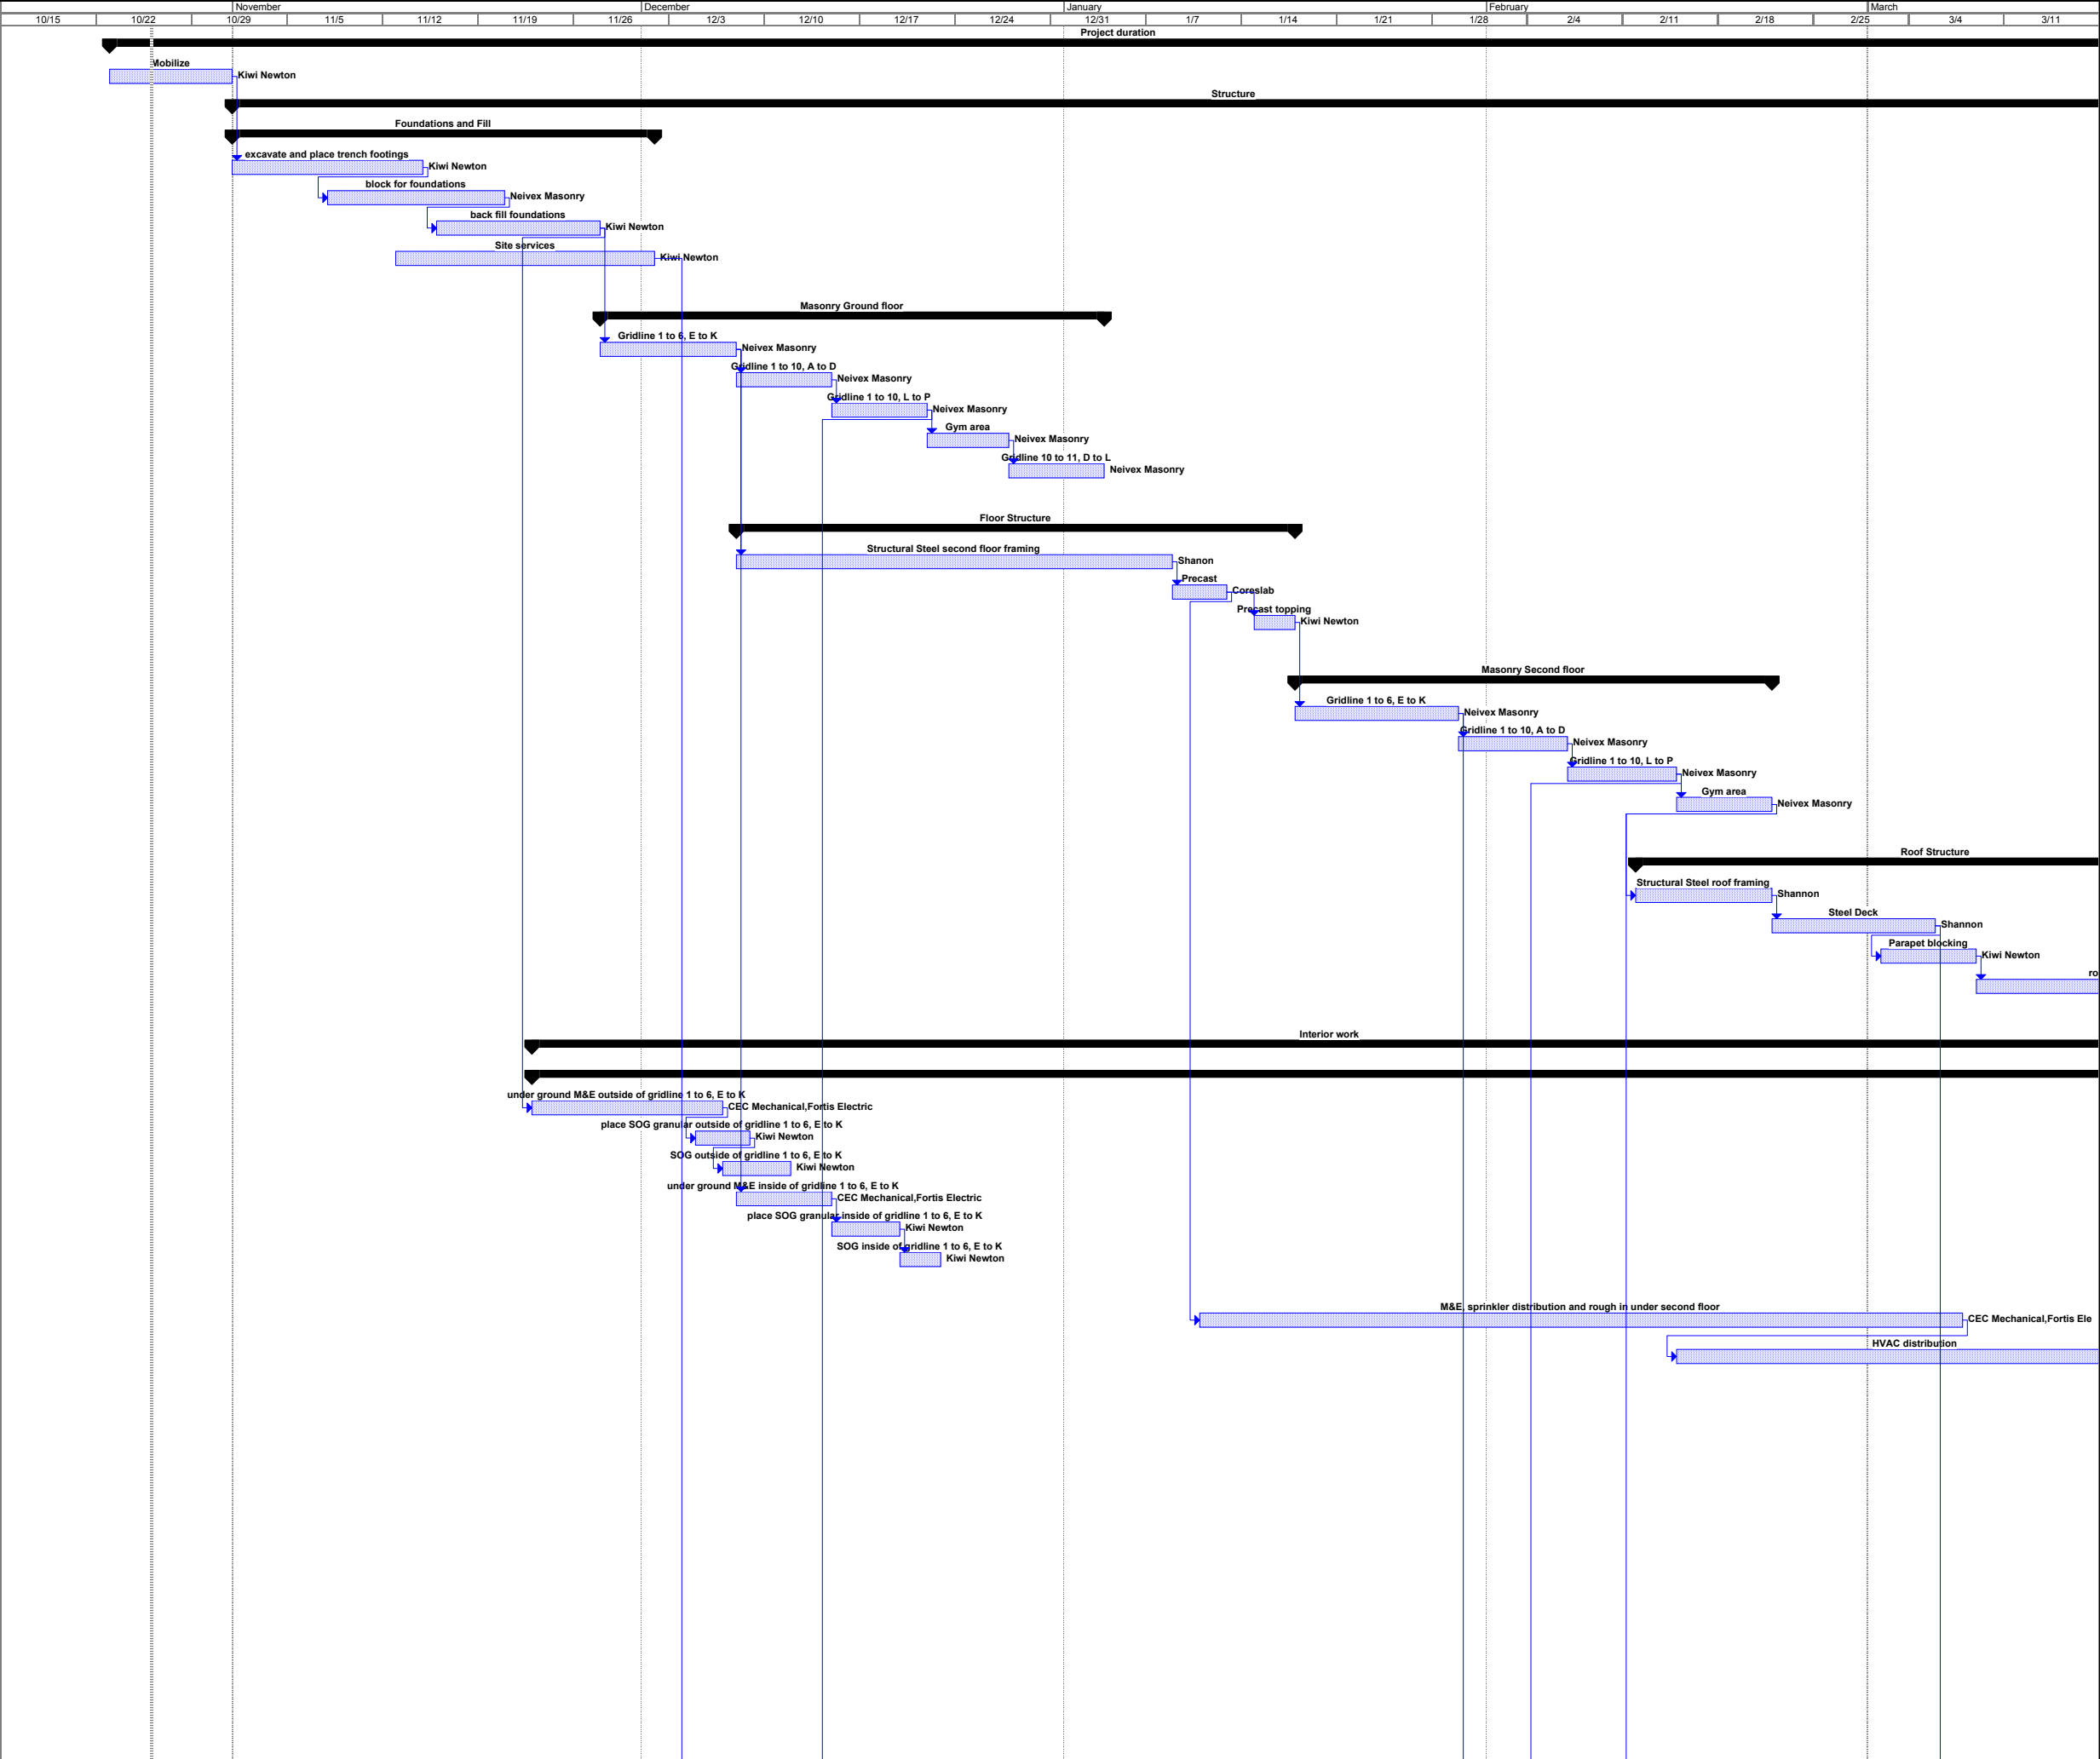 November December January February March
10/15 10/22 10/29 11/5 11/12 11/19 11/26 12/3 12/10 12/17 12/24 12/31 1/7 1/14 1/21 1/28 2/4 2/11 2/18 2/25 3/4 3/11
Project duration
Mobilize
Kiwi Newton
Structure
Foundations and Fill
excavate and place trench footings
Kiwi Newton
block for foundations
Neivex Masonry
back fill foundations
Kiwi Newton
Site services
Kiwi Newton
Masonry Ground floor
Gridline 1 to 6, E to K
Neivex Masonry
Gridline 1 to 10, A to D
Neivex Masonry
Gridline 1 to 10, L to P
Neivex Masonry
Gym area
Neivex Masonry
Gridline 10 to 11, D to L
Neivex Masonry
Floor Structure
Structural Steel second floor framing
Shanon
Precast
Coreslab
Precast topping
Kiwi Newton
Masonry Second floor
Gridline 1 to 6, E to K
Neivex Masonry
Gridline 1 to 10, A to D
Neivex Masonry
Gridline 1 to 10, L to P
Neivex Masonry
Gym area
Neivex Masonry
Roof Structure
Structural Steel roof framing
Shannon
Steel Deck
Shannon
Parapet blocking
Kiwi Newton
ro
Interior work
under ground M&E outside of gridline 1 to 6, E to K
CEC Mechanical,Fortis Electric
place SOG granular outside of gridline 1 to 6, E to K
Kiwi Newton
SOG outside of gridline 1 to 6, E to K
Kiwi Newton
under ground M&E inside of gridline 1 to 6, E to K
CEC Mechanical,Fortis Electric
place SOG granular inside of gridline 1 to 6, E to K
Kiwi Newton
SOG inside of gridline 1 to 6, E to K
Kiwi Newton
M&E, sprinkler distribution and rough in under second floor
CEC Mechanical,Fortis Ele
HVAC distribution